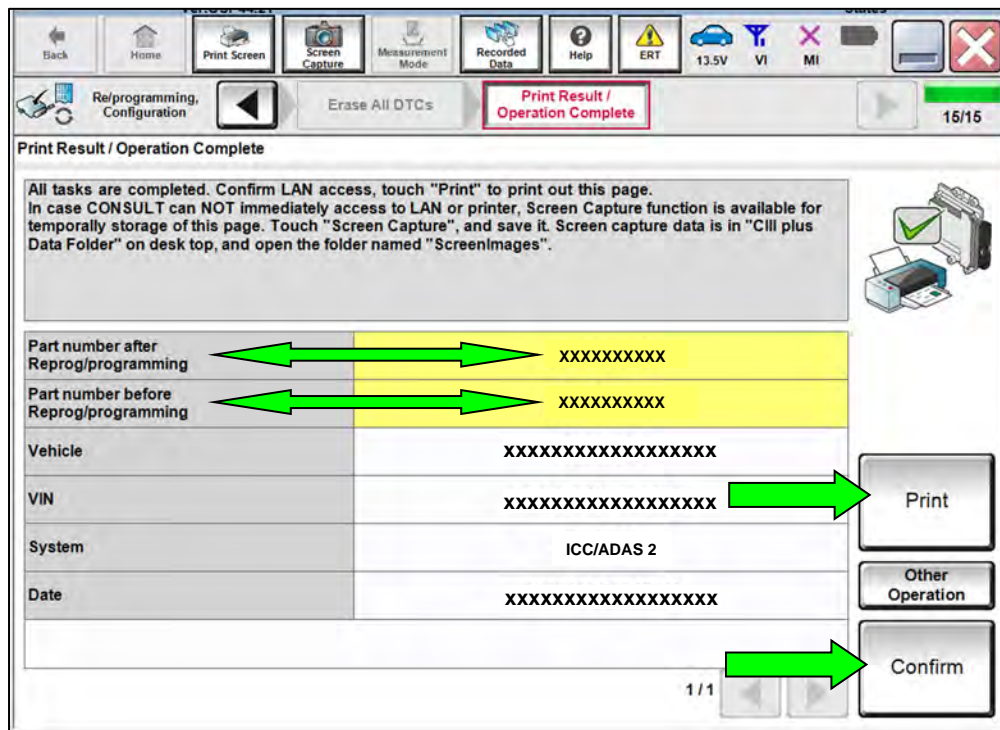 Back
Home
Print Screen
Screen
Capture
Measurement
Mode
Recorded
Data
Help
ERT
13.5V
VI
MI
Re/programming,
Configuration
Erase All DTCs
Print Result /
Operation Complete
15/15
Print Result / Operation Complete
All tasks are completed. Confirm LAN access, touch "Print" to print out this page.
In case CONSULT can NOT immediately access to LAN or printer, Screen Capture function is available for
temporally storage of this page. Touch "Screen Capture", and save it. Screen capture data is in "CIII plus
Data Folder" on desk top, and open the folder named "ScreenImages".
Part number after
Reprog/programming
XXXXXXXXXX
Part number before
Reprog/programming
XXXXXXXXXX
Vehicle
XXXXXXXXXXXXXXXXXX
VIN
XXXXXXXXXXXXXXXXXX
Print
System
ICC/ADAS 2
Other
Operation
Date
XXXXXXXXXXXXXXXXXX
Confirm
1/1